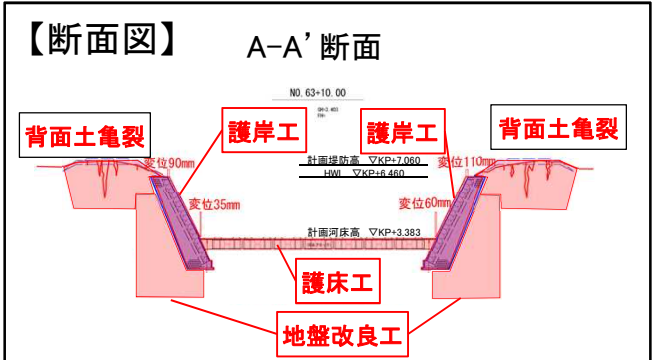 【断面図】 A-A’断面
NO.63+10.00
GH=3.403
FH=
背面土亀裂
護岸工
護岸工
背面土亀裂
変位90mm
計画堤防高 ▽KP+7.060
変位110mm
HWL ▽KP+6.460
変位35mm
変位60mm
計画河床高 ▽KP+3.383
護床工
地盤改良工